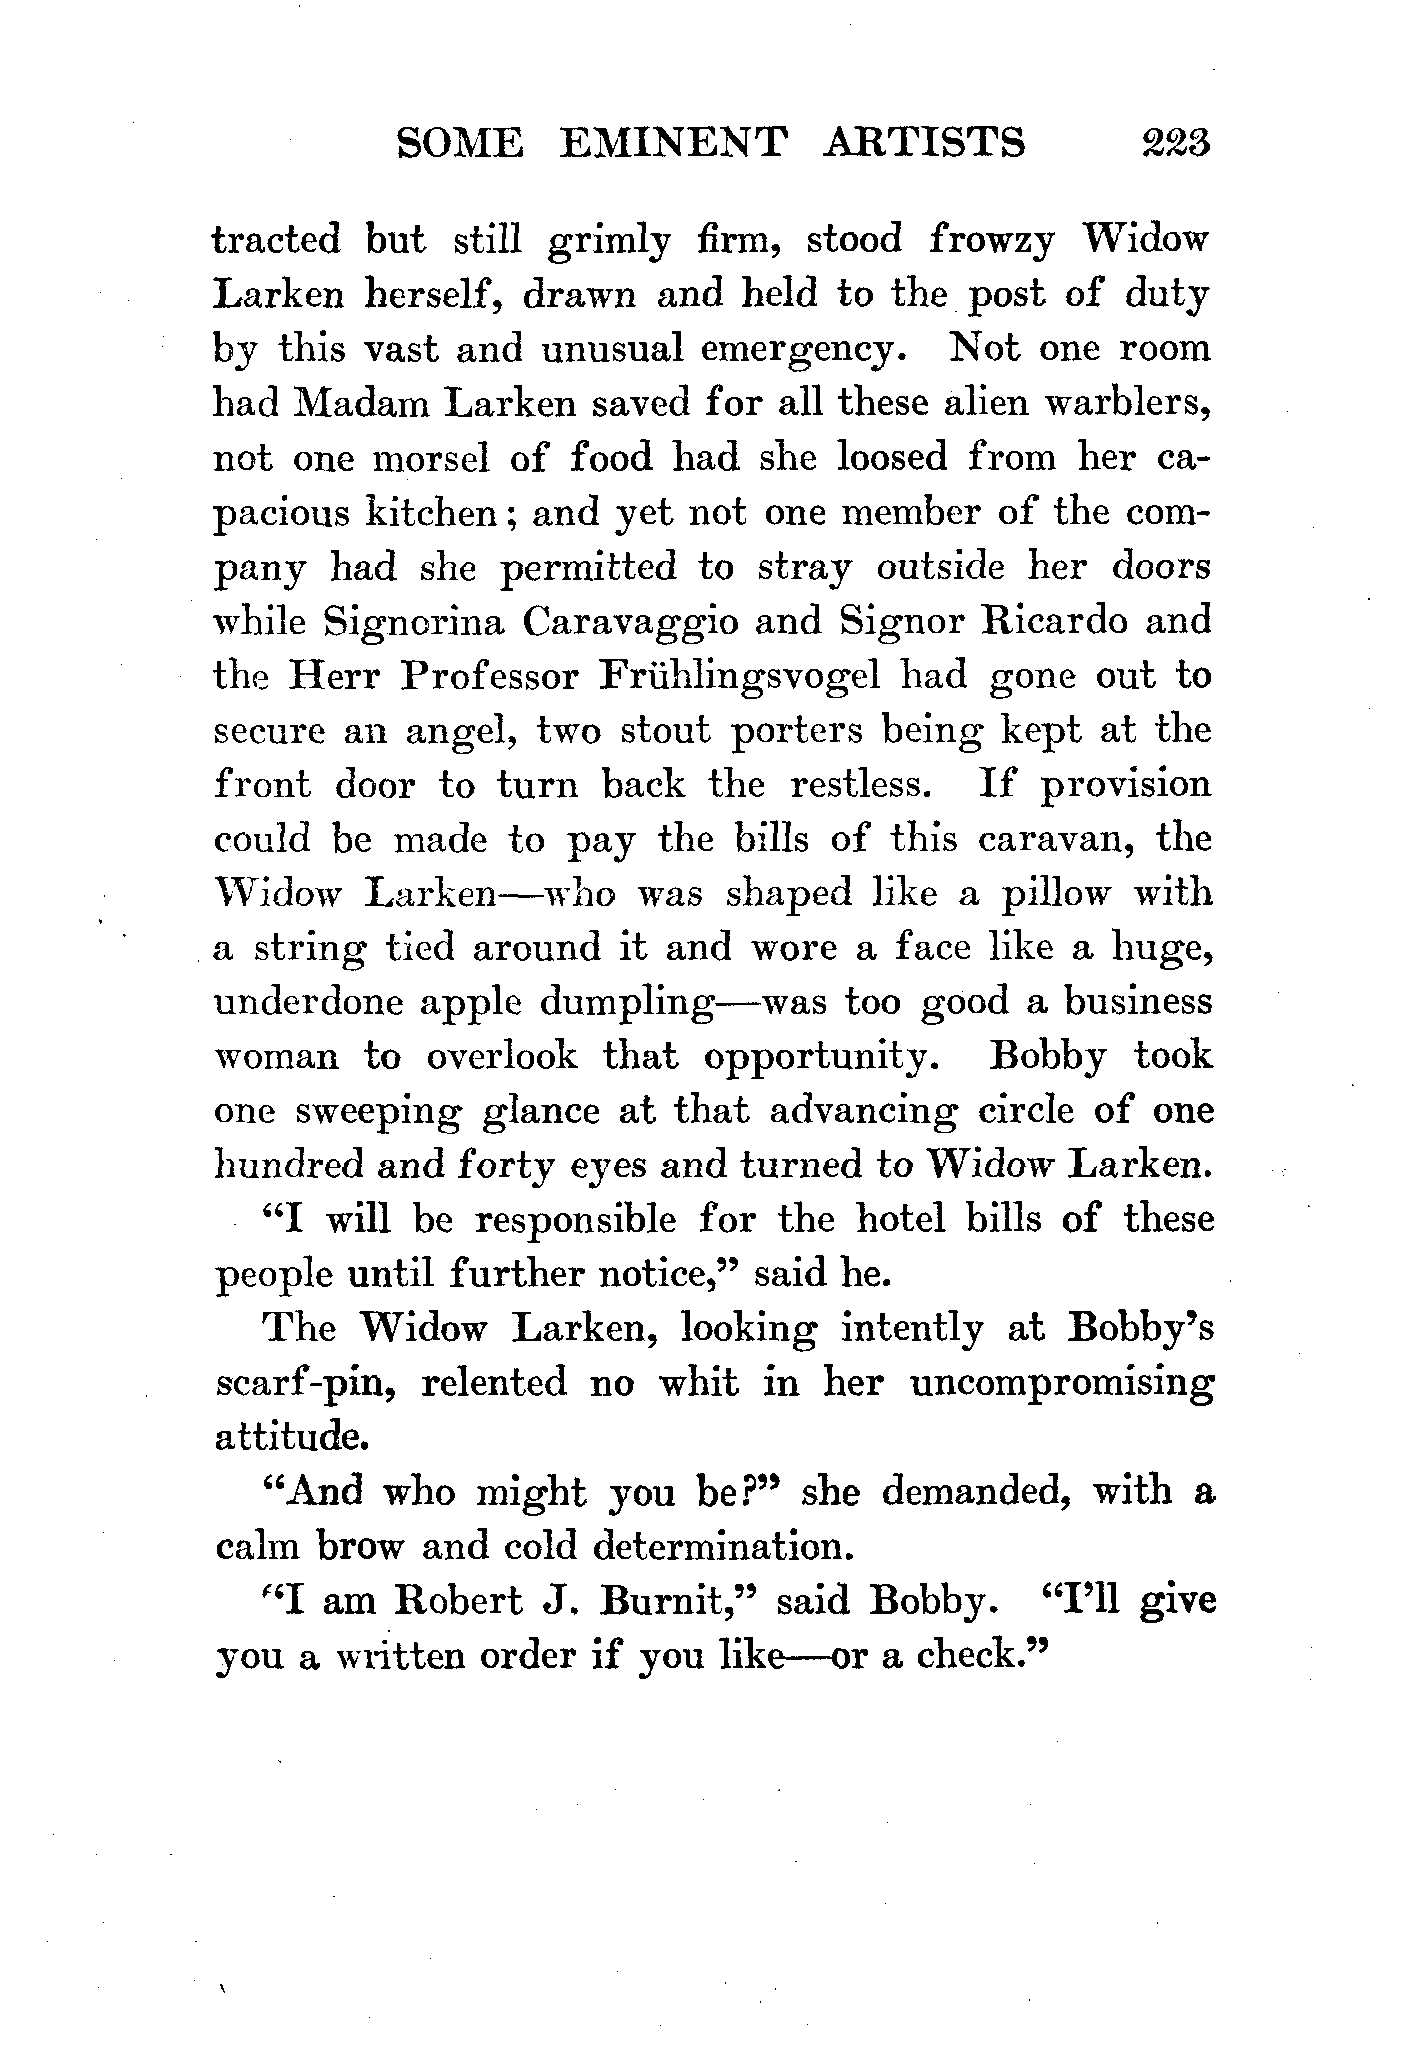 SOME EMINENT ARTISTS 223
tracted but still grimly firm, stood frowzy Widow
Larken herself, drawn and held to the post of duty
by this vast and unusual emergency. Not one room
had Madam Larken saved for all these alien warblers,
not one morsel of food had she loosed from her ca-
pacious kitchen; and yet not one member of the com-
pany had she permitted to stray outside her doors
while Signorina Caravaggio and Signor Ricardo and
the Herr Professor Frühlingsvogel had gone out to
secure an angel, two stout porters being kept at the
front door to turn back the restless. If provision
could be made to pay the bills of this caravan, the
Widow Larken—who was shaped like a pillow with
a string tied around it and wore a face like a huge,
underdone apple dumpling—was too good a business
woman to overlook that opportunity. Bobby took
one sweeping glance at that advancing circle of one
hundred and forty eyes and turned to Widow Larken.
“I will be responsible for the hotel bills of these
people until further notice,” said he.
The Widow Larken, looking intently at Bobby’s
scarf-pin, relented no whit in her uncompromising
attitude.
“And who might you be?” she demanded, with a
calm brow and cold determination.
“I am Robert J. Burnit,” said Bobby. “I’ll give
you a written order if you like—or a check.”